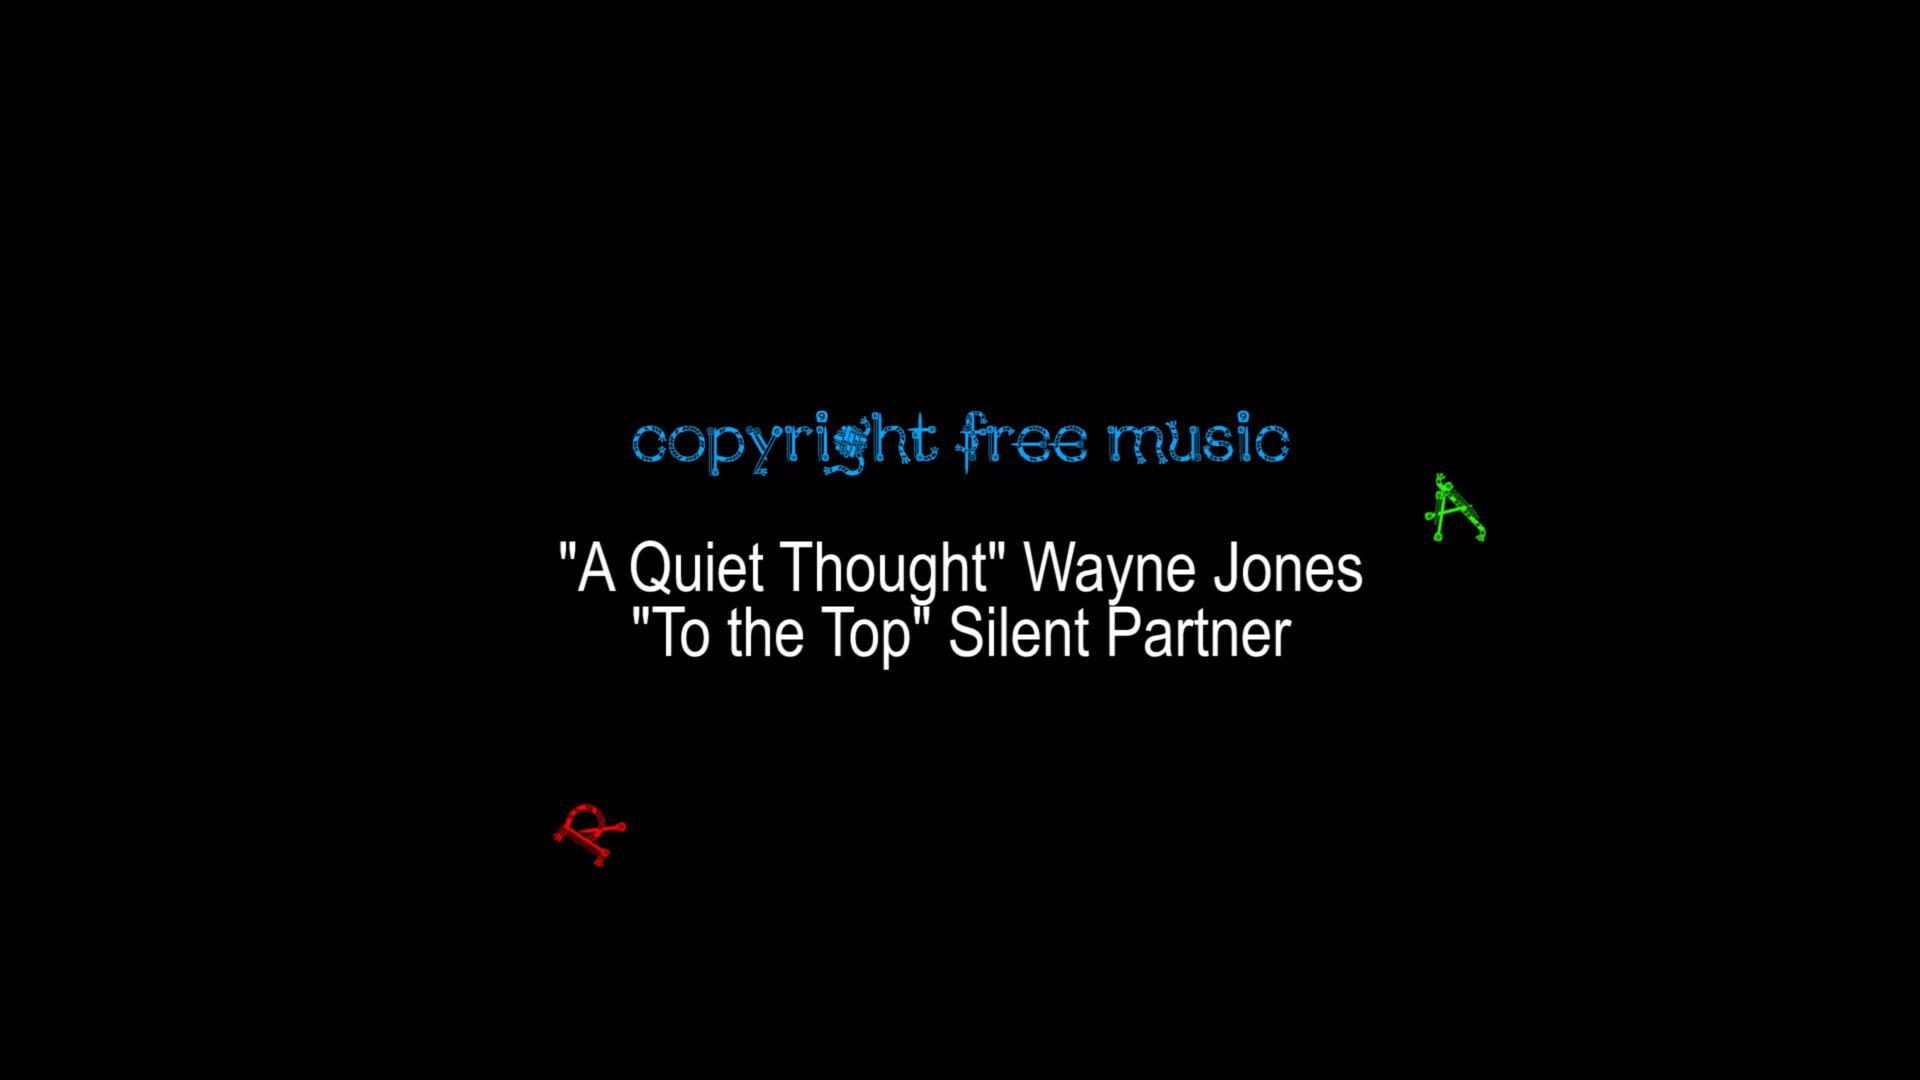 copyright free music
A
"A Quiet Thought" Wayne Jones
"To the Top" Silent Partner
R